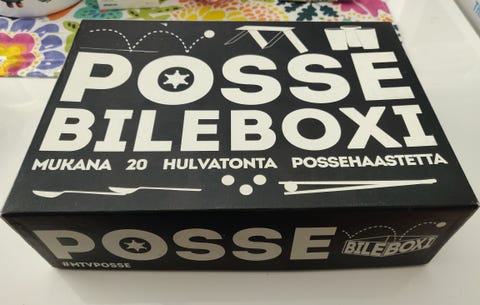 POSSE
BILEBOXI
MUKANA 20 HULVATONTA POSSEHAASTETTA
POSSE
BILEBOXI
#MTVPOSSE